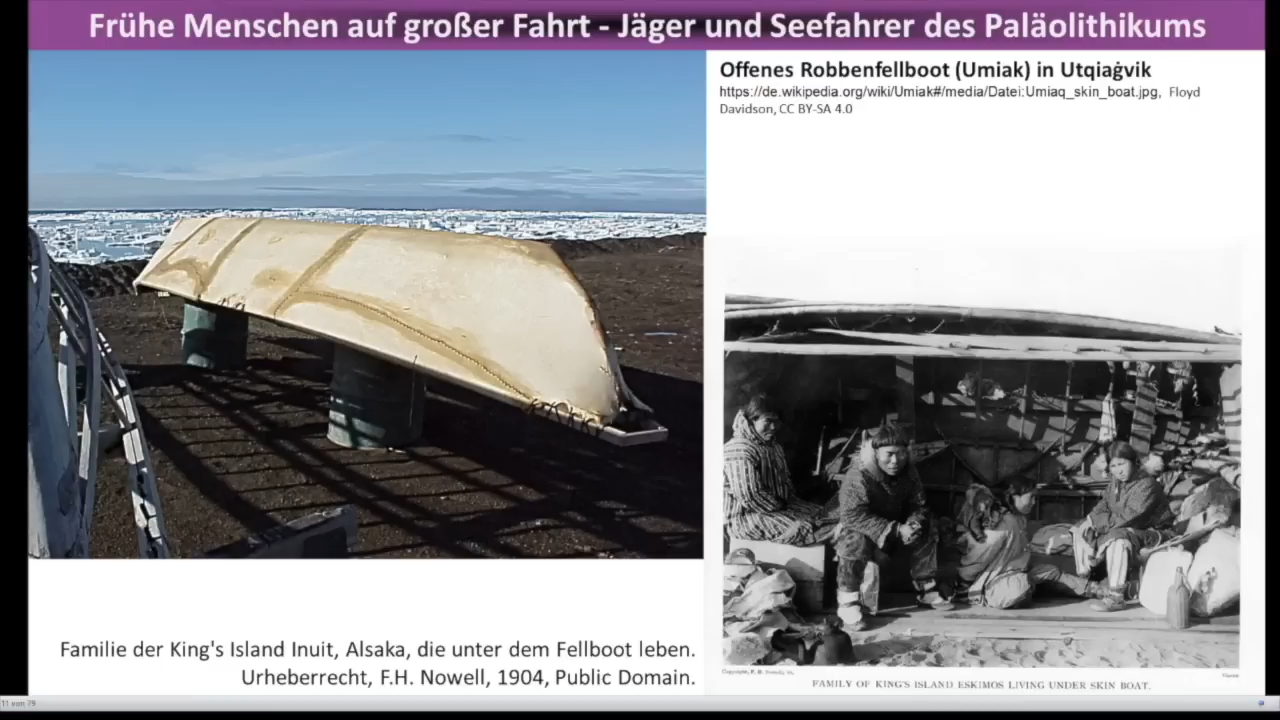 Frühe Menschen auf großer Fahrt - Jäger und Seefahrer des Paläolithikums
Offenes Robbenfellboot (Umiak) in Utqiaġvik
https://de.wikipedia.org/wiki/Umiak#/media/Datei:Umiaq_skin_boat.jpg, Floyd
Davidson, CC BY-SA 4.0
Familie der King's Island Inuit, Alsaka, die unter dem Fellboot leben.
Urheberrecht, F.H. Nowell, 1904, Public Domain.
FAMILY OF KING'S ISLAND ESKIMOS LIVING UNDER SKIN BOAT.
11 von 79